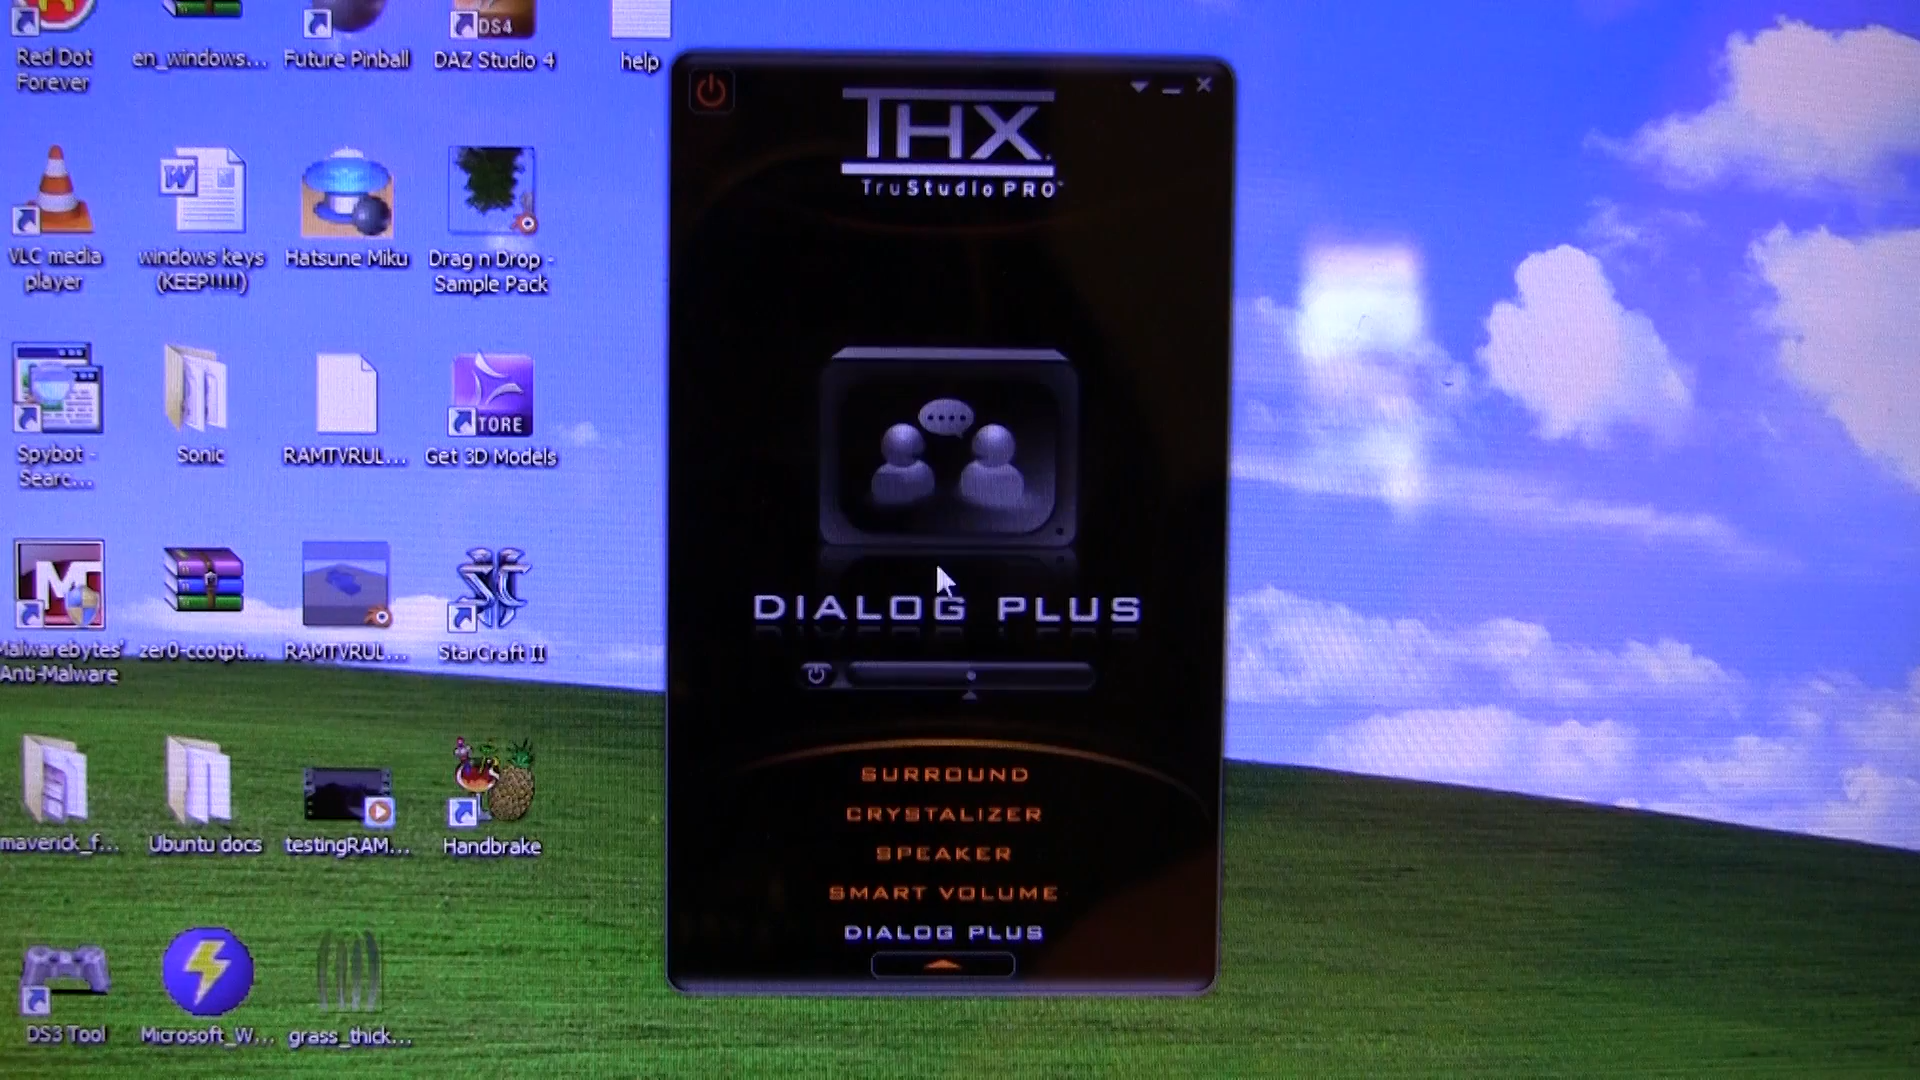 Red Dot
Forever
en_windows...
Future Pinball
DS4
DAZ Studio 4
help
VLC media
player
W
windows keys
(KEEP!!!!)
Hatsune Miku
Drag n Drop -
Sample Pack
Spybot -
Searc...
Sonic
RAMTVRUL...
TORE
Get 3D Models
M
Malwarebytes'
Anti-Malware
zer0-ccotpt...
RAMTVRUL...
SC
StarCraft II
maverick_f...
Ubuntu docs
testingRAM...
Handbrake
DS3 Tool
Microsoft_W...
grass_thick...
THX
TruStudio PRO™
DIALOG PLUS
SURROUND
CRYSTALIZER
SPEAKER
SMART VOLUME
DIALOG PLUS